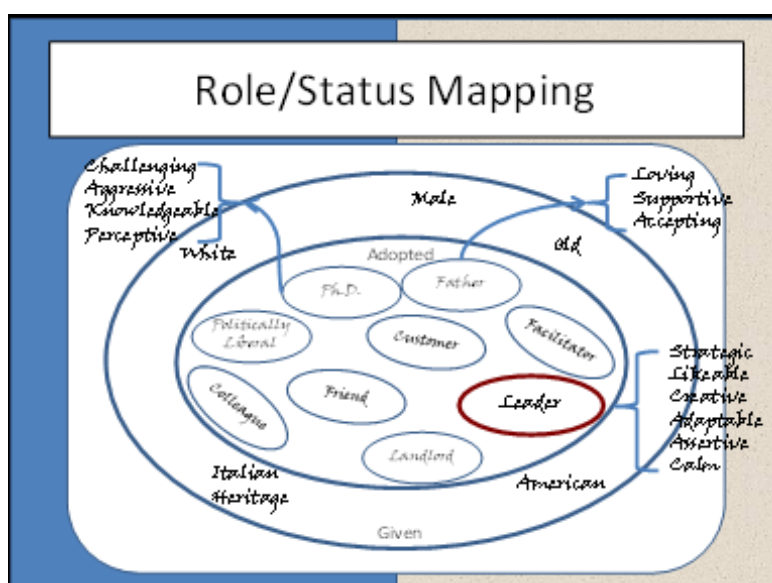 Role/Status Mapping
Challenging
Aggressive
Knowledgeable
Perceptive
White
Male
Old
Loving
Supportive
Accepting
Adopted
Ph.D.
Father
Politically
Liberal
Customer
Facilitator
Colleague
Friend
Leader
Landlord
Strategic
Likeable
Creative
Adaptable
Assertive
Calm
Italian
Heritage
American
Given